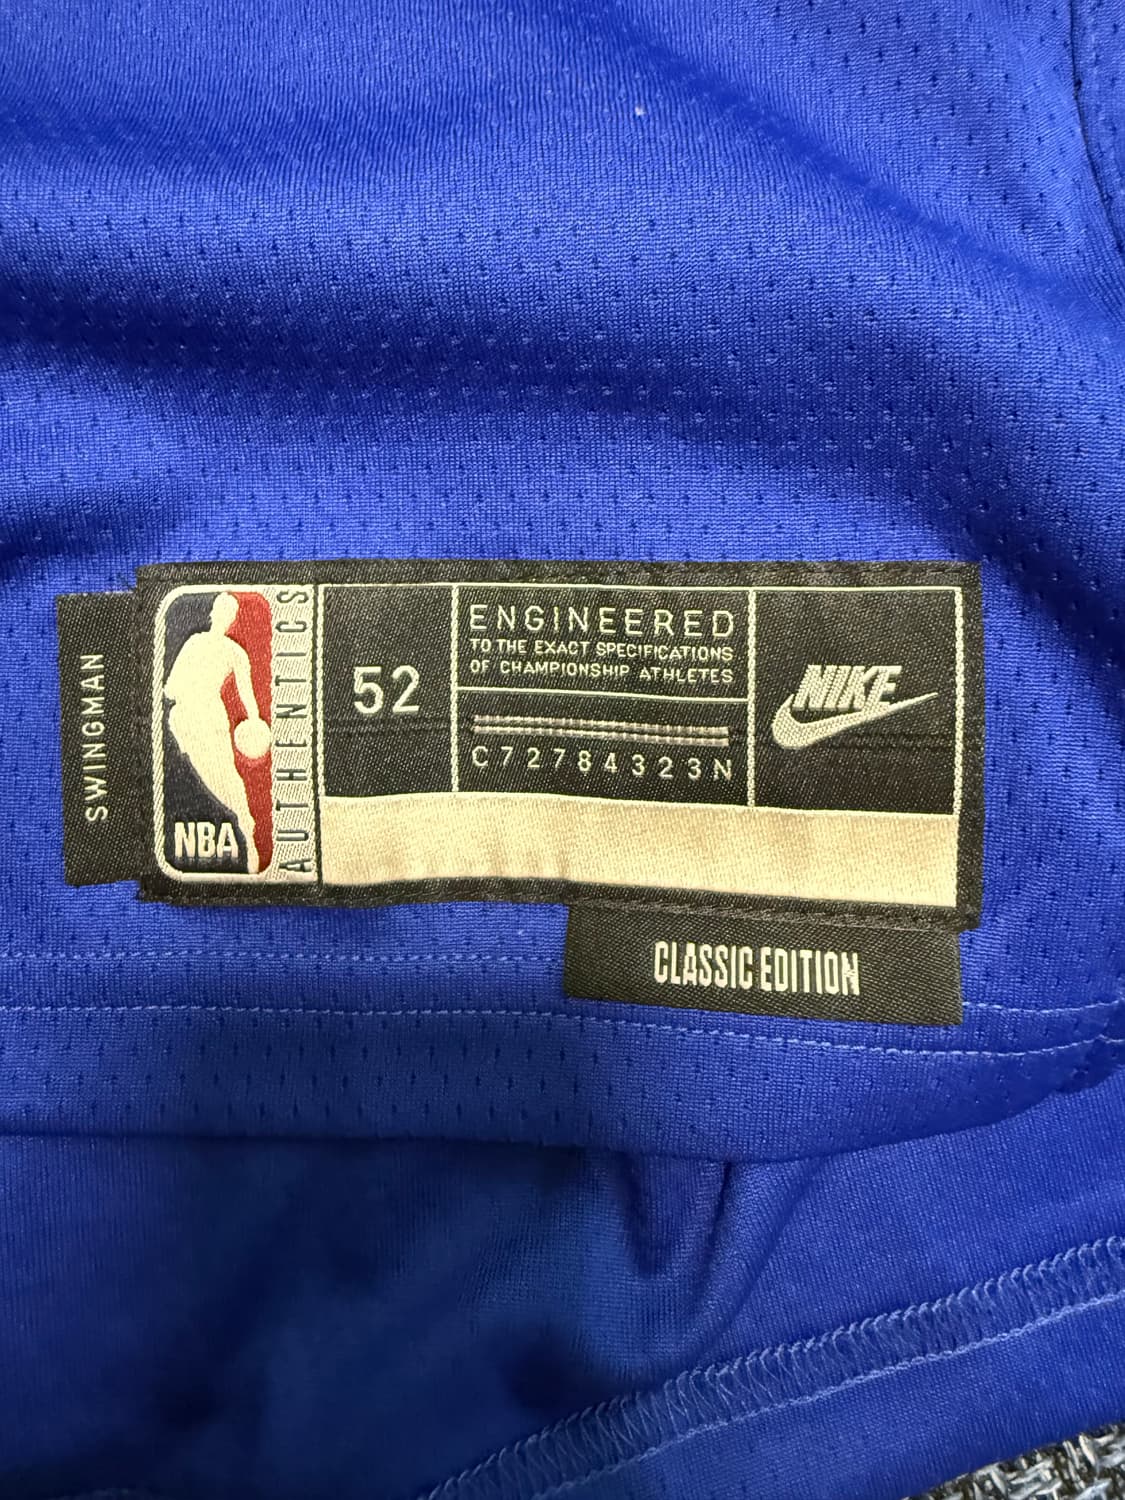 SWINGMAN
NBA
AUTHENTICS
52
ENGINEERED
TO THE EXACT SPECIFICATIONS
OF CHAMPIONSHIP ATHLETES
C72784323N
NIKE
CLASSIC EDITION